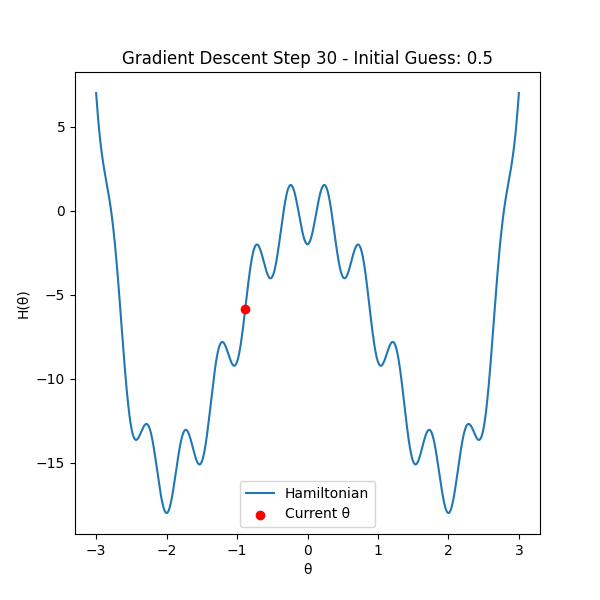 Gradient Descent Step 30 - Initial Guess: 0.5
H(θ)
5
0
−5
−10
−15
Hamiltonian
Current θ
−3 −2 −1 0 1 2 3
θ